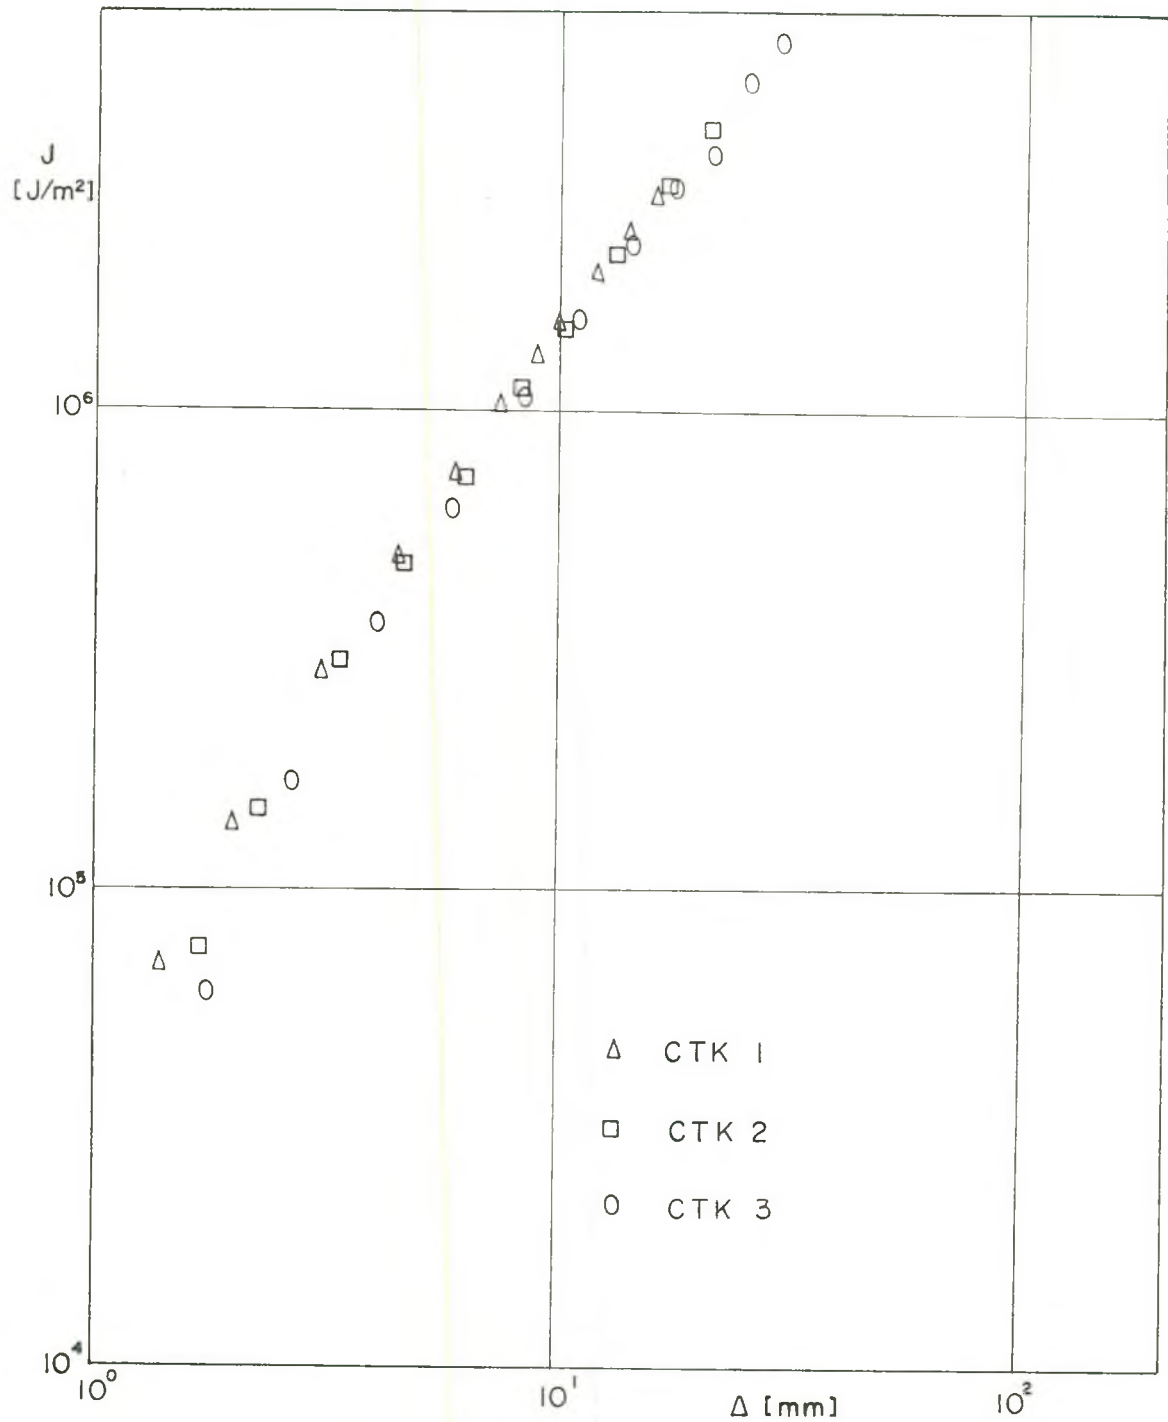 J
[J/m²]
10⁶
10⁵
10⁴
10⁰
10¹
10²
Δ [mm]
Δ CTK 1
□ CTK 2
O CTK 3